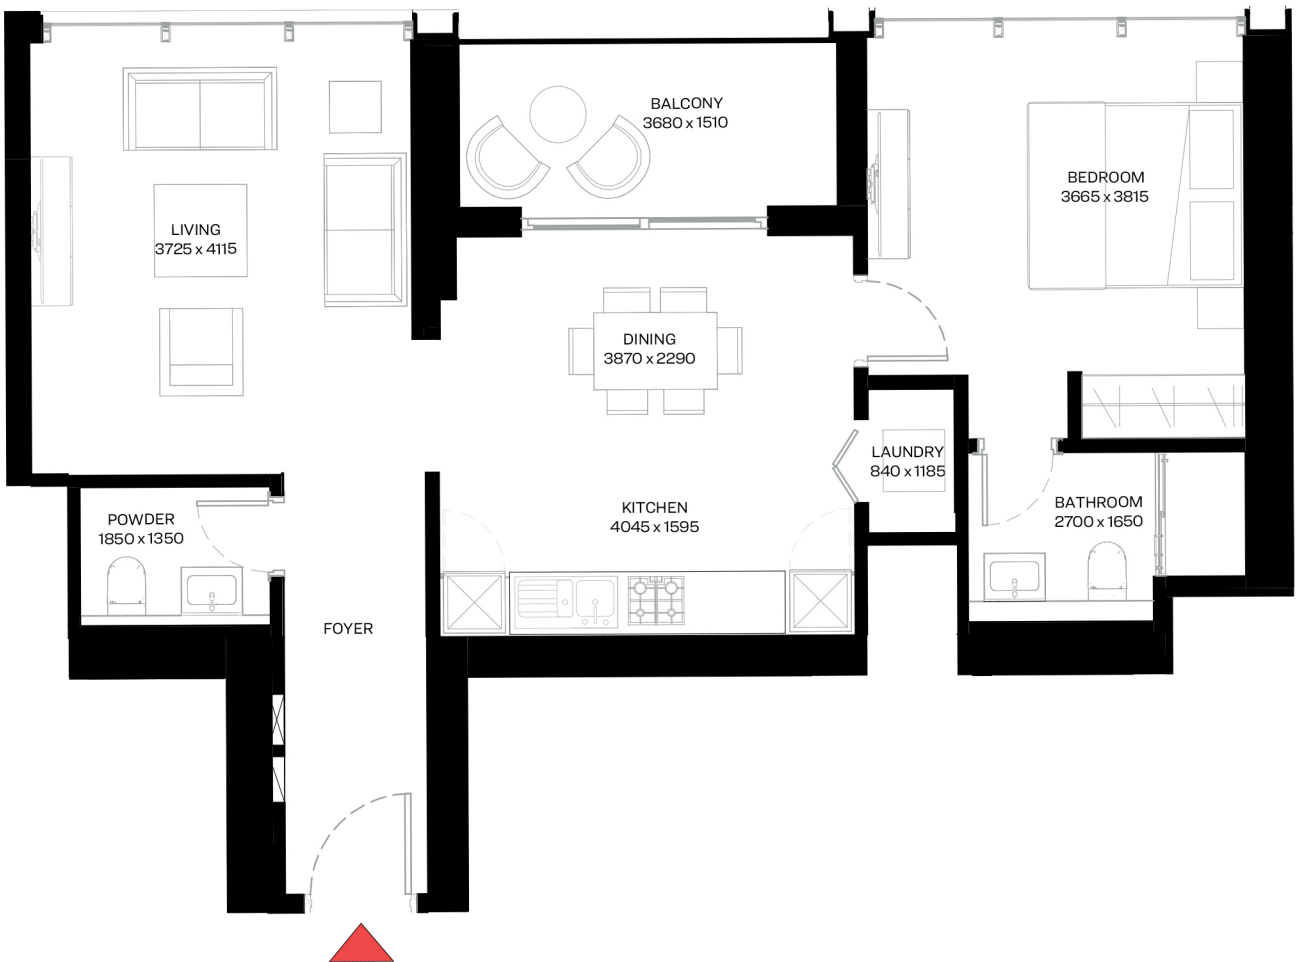 BALCONY
3680 x 1510
BEDROOM
3665 x 3815
LIVING
3725 x 4115
DINING
3870 x 2290
LAUNDRY
840 x 1185
KITCHEN
4045 x 1595
BATHROOM
2700 x 1650
POWDER
1850 x 1350
FOYER